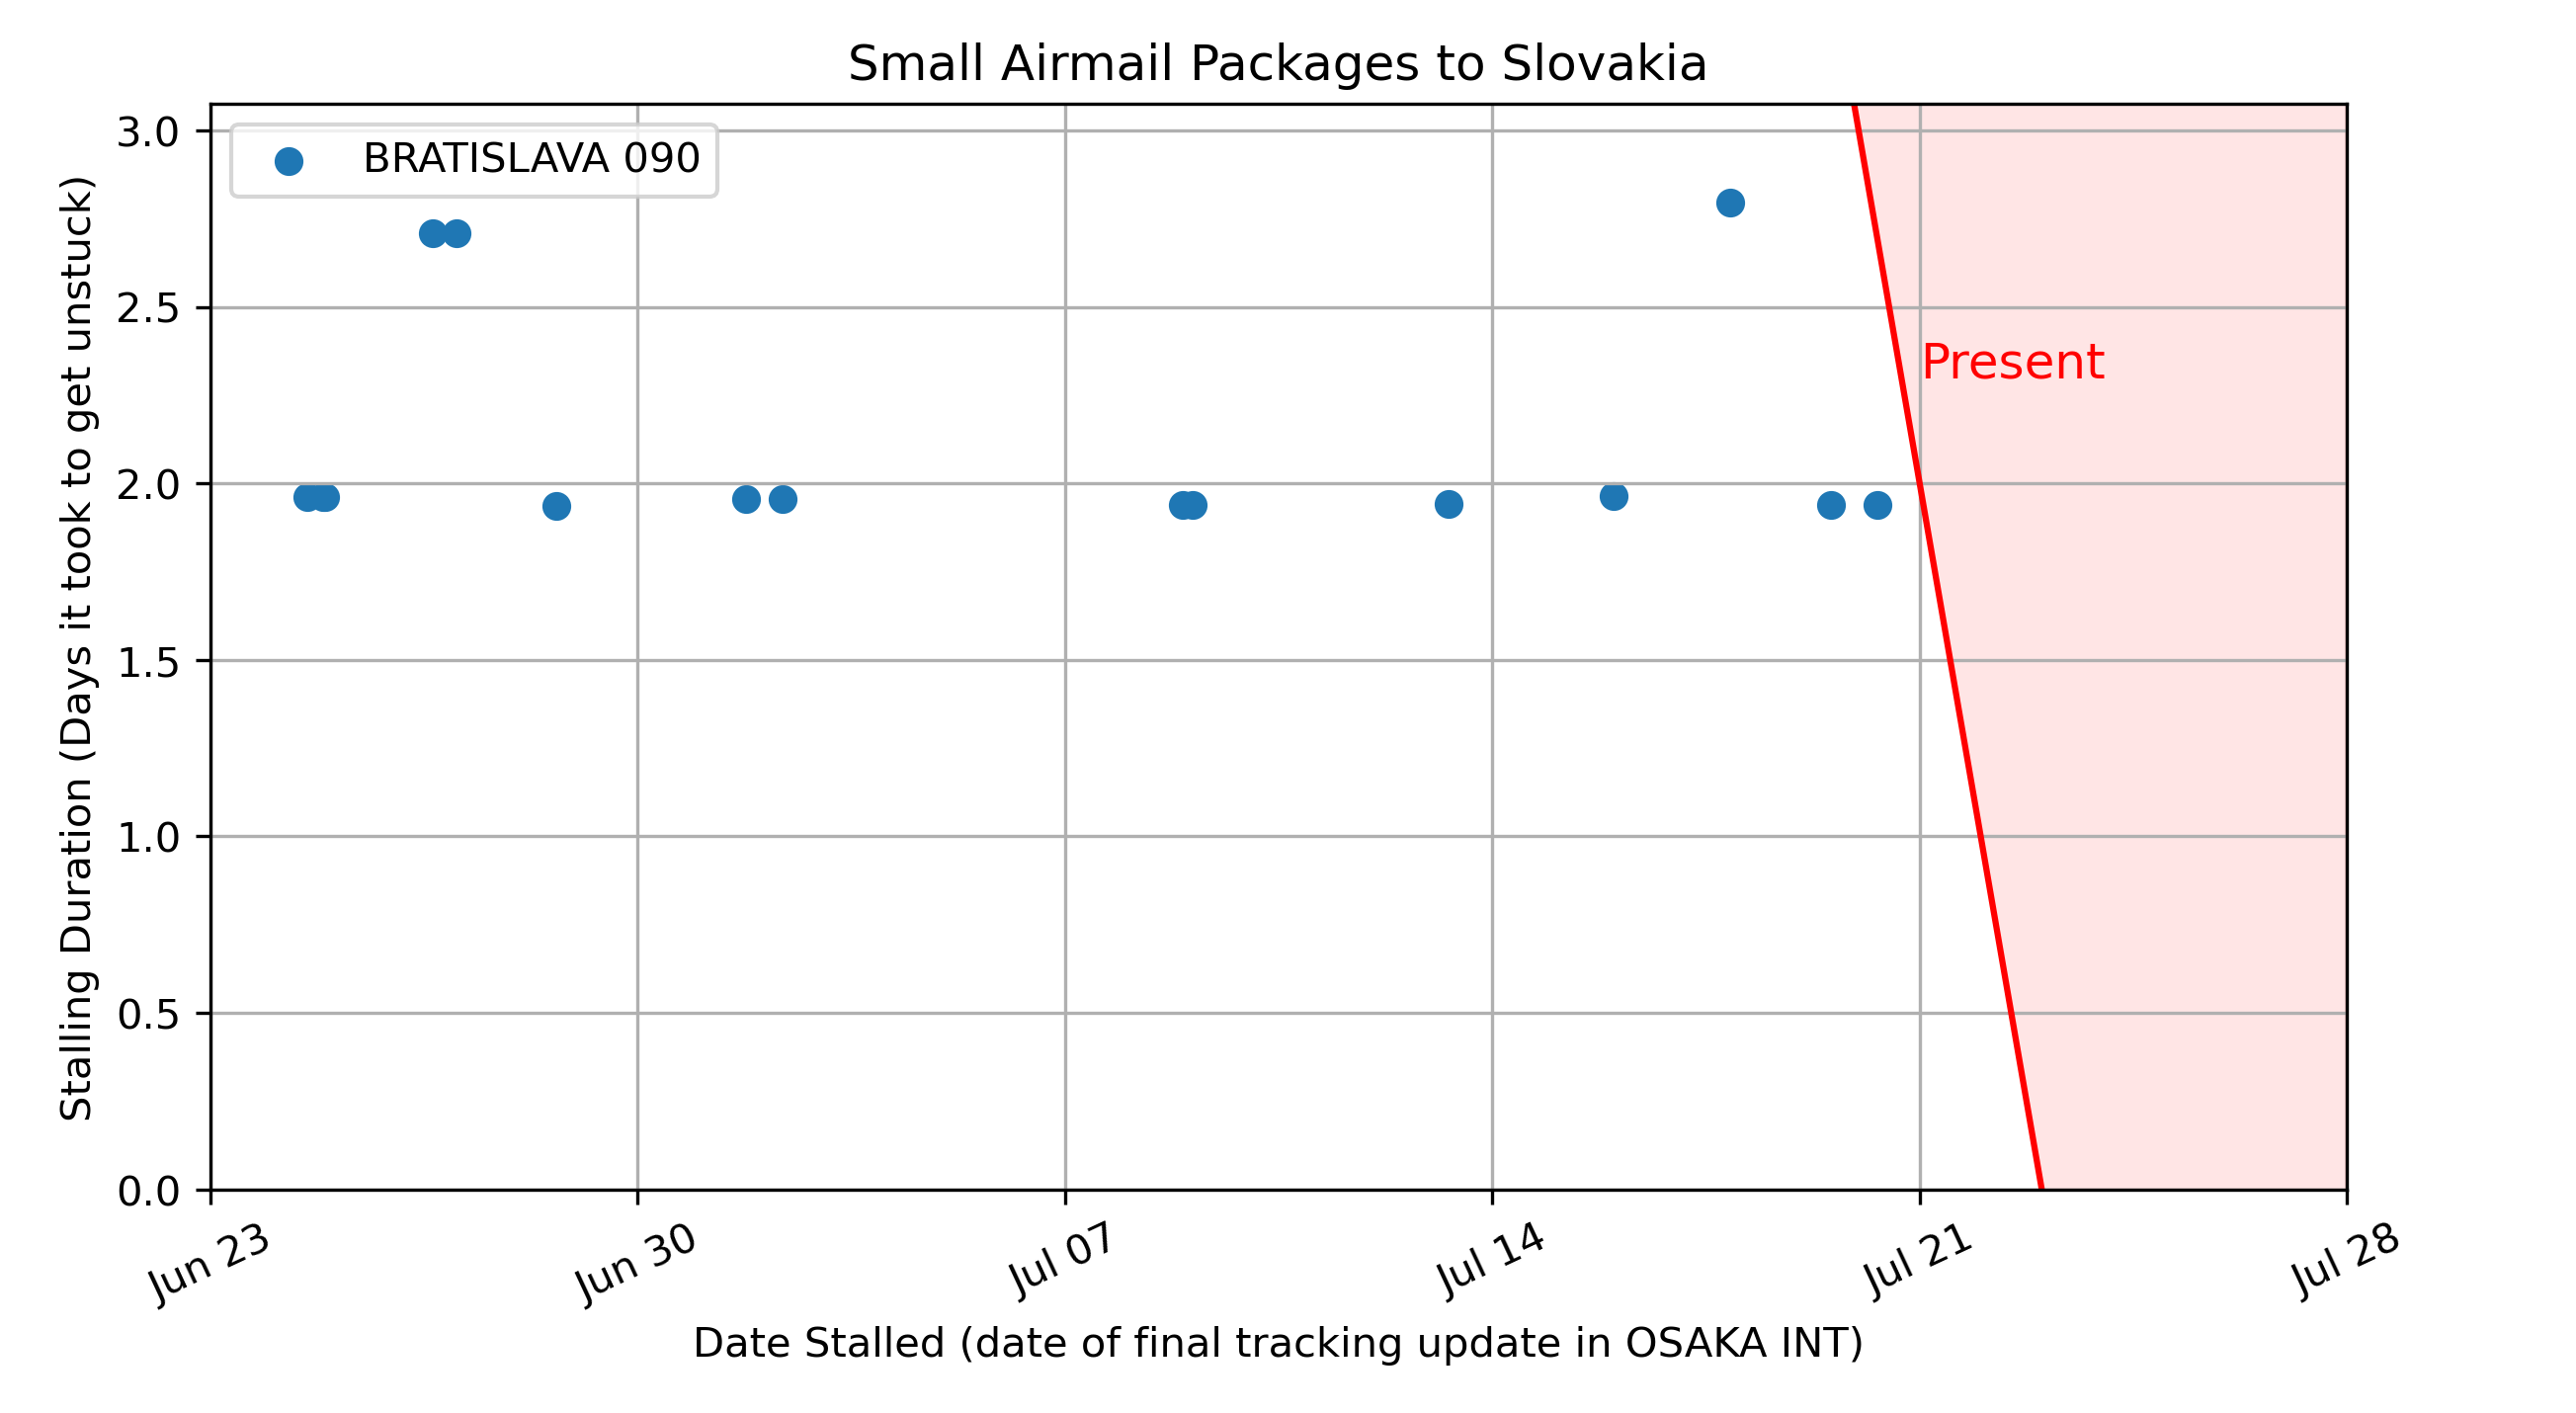 Small Airmail Packages to Slovakia
BRATISLAVA 090
Present
Stalling Duration (Days it took to get unstuck)
3.0
2.5
2.0
1.5
1.0
0.5
0.0
Jun 23
Jun 30
Jul 07
Jul 14
Jul 21
Jul 28
Date Stalled (date of final tracking update in OSAKA INT)